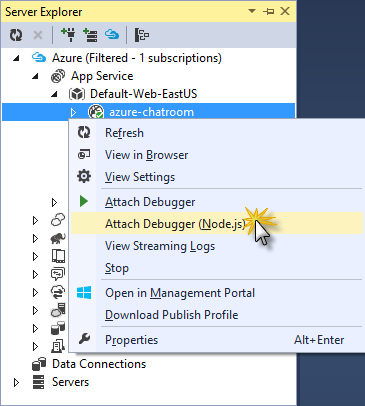 Server Explorer
Azure (Filtered - 1 subscriptions)
App Service
Default-Web-EastUS
azure-chatroom
Refresh
View in Browser
View Settings
Attach Debugger
Attach Debugger (Node.js)
View Streaming Logs
Stop
Open in Management Portal
Download Publish Profile
Properties Alt+Enter
Data Connections
Servers